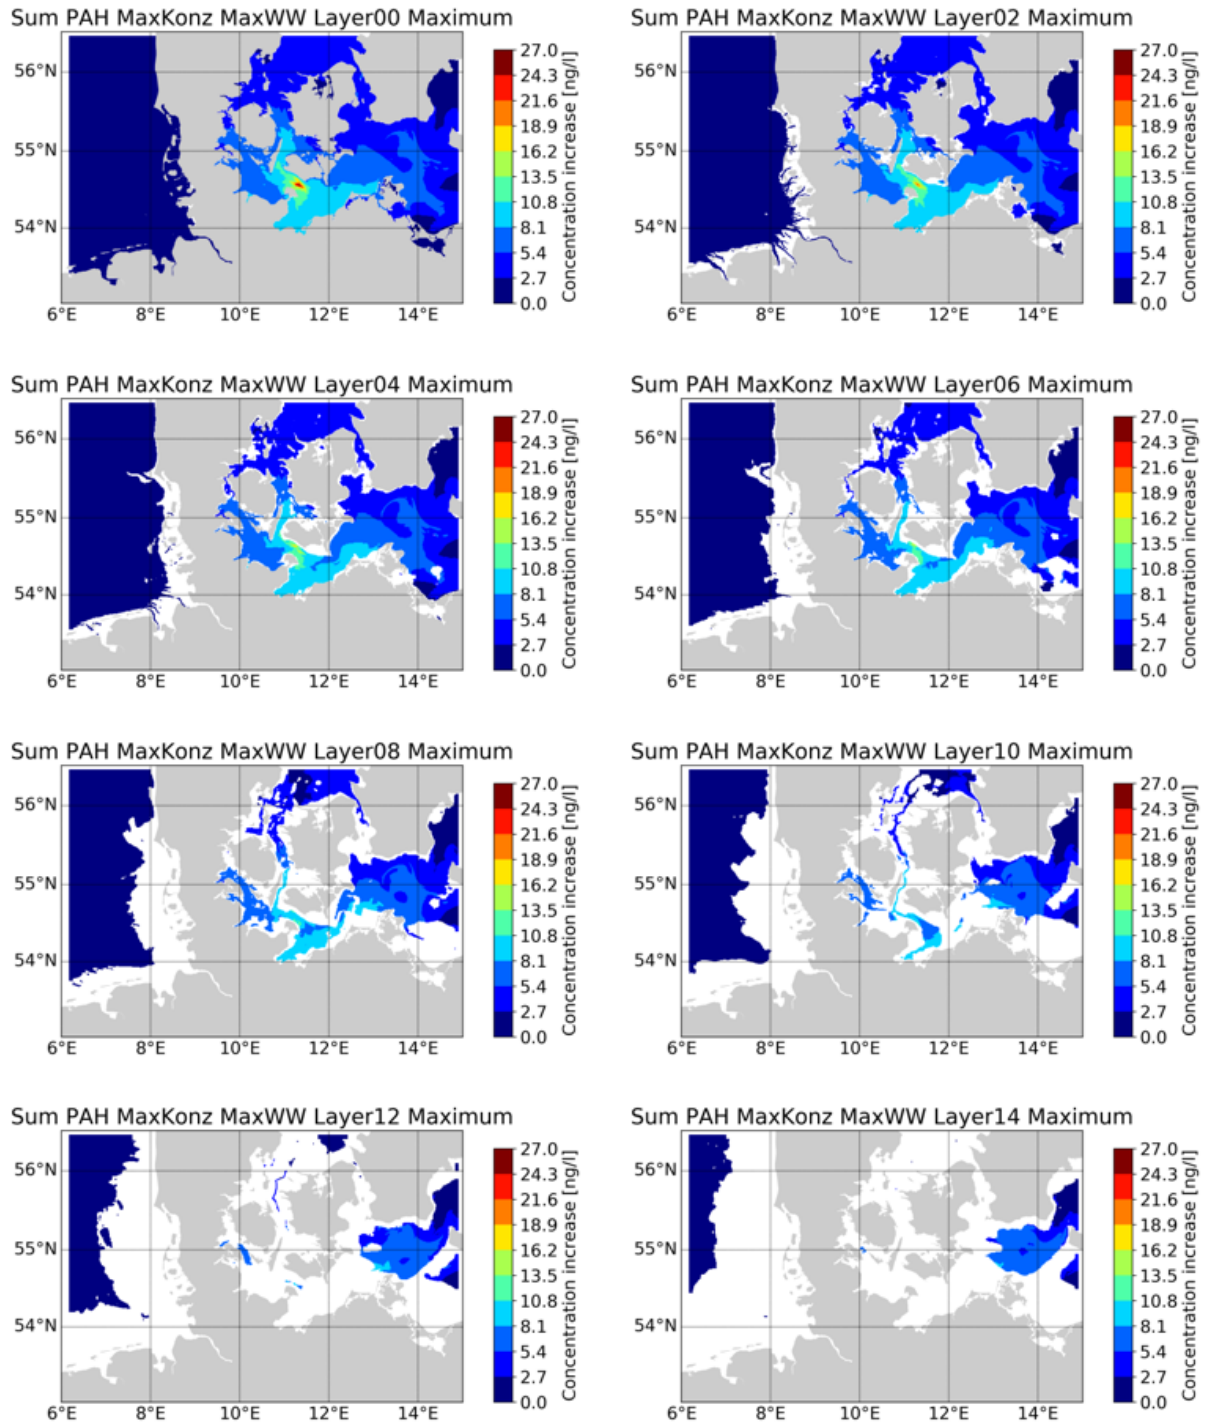 Sum PAH MaxKonz MaxWW Layer00 Maximum
56°N
55°N
54°N
6°E 8°E 10°E 12°E 14°E
27.0
24.3
21.6
18.9
16.2
13.5
10.8
8.1
5.4
2.7
0.0
Concentration increase [ng/l]
Sum PAH MaxKonz MaxWW Layer02 Maximum
56°N
55°N
54°N
6°E 8°E 10°E 12°E 14°E
27.0
24.3
21.6
18.9
16.2
13.5
10.8
8.1
5.4
2.7
0.0
Concentration increase [ng/l]
Sum PAH MaxKonz MaxWW Layer04 Maximum
56°N
55°N
54°N
6°E 8°E 10°E 12°E 14°E
27.0
24.3
21.6
18.9
16.2
13.5
10.8
8.1
5.4
2.7
0.0
Concentration increase [ng/l]
Sum PAH MaxKonz MaxWW Layer06 Maximum
56°N
55°N
54°N
6°E 8°E 10°E 12°E 14°E
27.0
24.3
21.6
18.9
16.2
13.5
10.8
8.1
5.4
2.7
0.0
Concentration increase [ng/l]
Sum PAH MaxKonz MaxWW Layer08 Maximum
56°N
55°N
54°N
6°E 8°E 10°E 12°E 14°E
27.0
24.3
21.6
18.9
16.2
13.5
10.8
8.1
5.4
2.7
0.0
Concentration increase [ng/l]
Sum PAH MaxKonz MaxWW Layer10 Maximum
56°N
55°N
54°N
6°E 8°E 10°E 12°E 14°E
27.0
24.3
21.6
18.9
16.2
13.5
10.8
8.1
5.4
2.7
0.0
Concentration increase [ng/l]
Sum PAH MaxKonz MaxWW Layer12 Maximum
56°N
55°N
54°N
6°E 8°E 10°E 12°E 14°E
27.0
24.3
21.6
18.9
16.2
13.5
10.8
8.1
5.4
2.7
0.0
Concentration increase [ng/l]
Sum PAH MaxKonz MaxWW Layer14 Maximum
56°N
55°N
54°N
6°E 8°E 10°E 12°E 14°E
27.0
24.3
21.6
18.9
16.2
13.5
10.8
8.1
5.4
2.7
0.0
Concentration increase [ng/l]